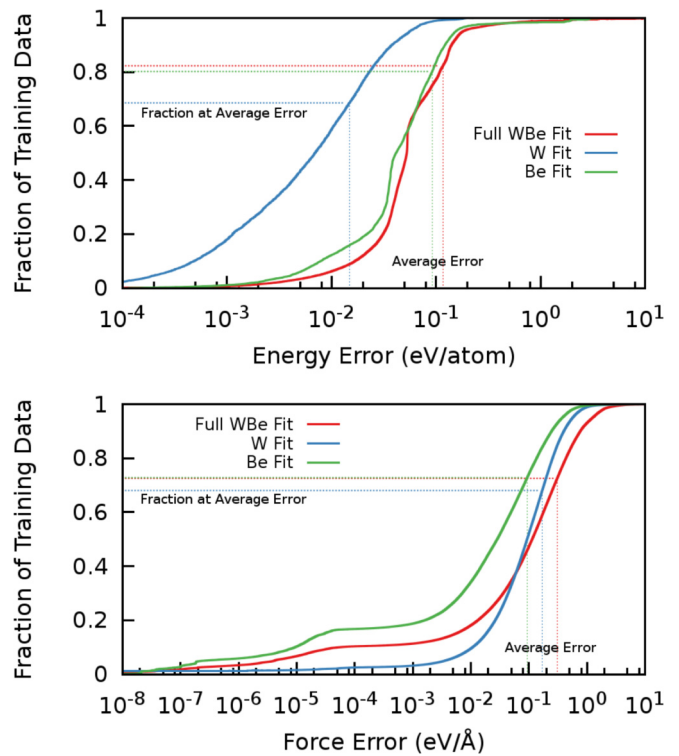 Fraction of Training Data
1
0.8
0.6
0.4
0.2
0
Fraction at Average Error
Full WBe Fit
W Fit
Be Fit
Average Error
10-4
10-3
10-2
10-1
100
101
Energy Error (eV/atom)
Fraction of Training Data
1
0.8
0.6
0.4
0.2
0
Full WBe Fit
W Fit
Be Fit
Fraction at Average Error
Average Error
10-8
10-7
10-6
10-5
10-4
10-3
10-2
10-1
100
101
Force Error (eV/Å)